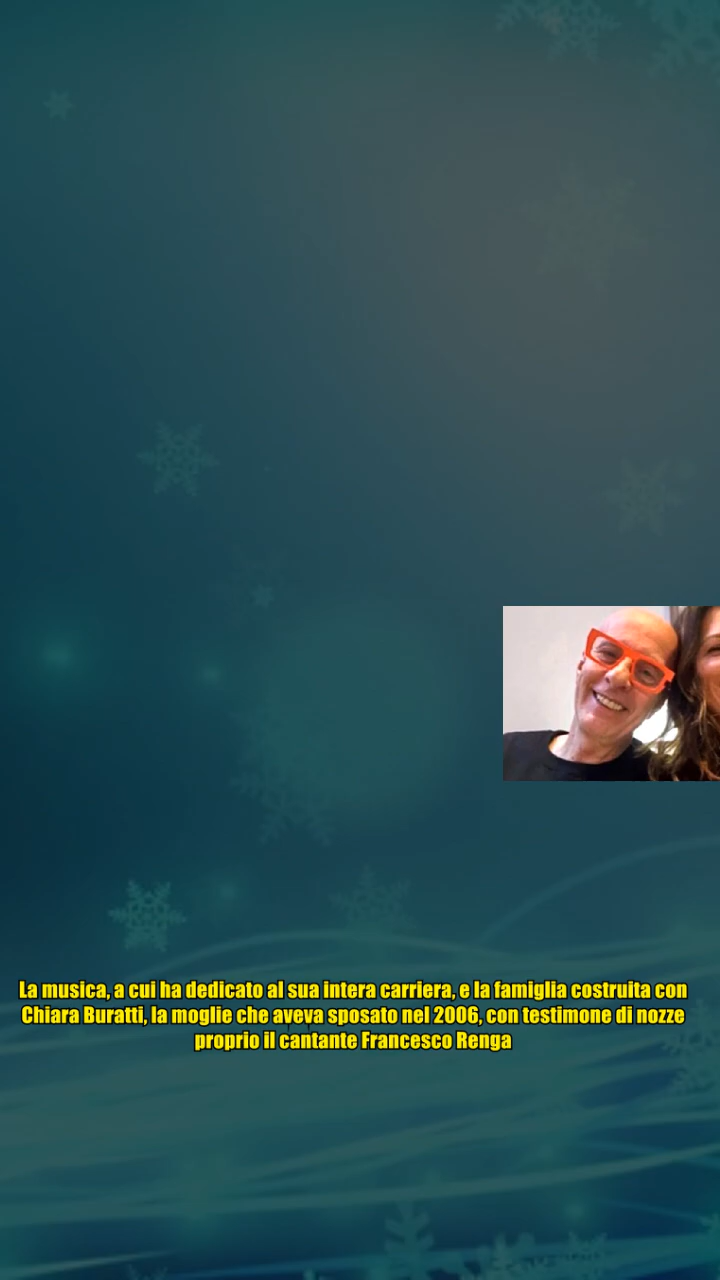 La musica, a cui ha dedicato al sua intera carriera, e la famiglia costruita con
Chiara Buratti, la moglie che aveva sposato nel 2006, con testimone di nozze
proprio il cantante Francesco Renga